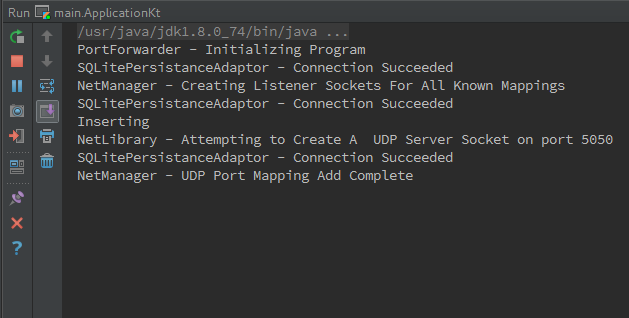 Run main.ApplicationKt
/usr/java/jdk1.8.0_74/bin/java ...
PortForwarder - Initializing Program
SQLitePersistanceAdaptor - Connection Succeeded
NetManager - Creating Listener Sockets For All Known Mappings
SQLitePersistanceAdaptor - Connection Succeeded
Inserting
NetLibrary - Attempting to Create A  UDP Server Socket on port 5050
SQLitePersistanceAdaptor - Connection Succeeded
NetManager - UDP Port Mapping Add Complete